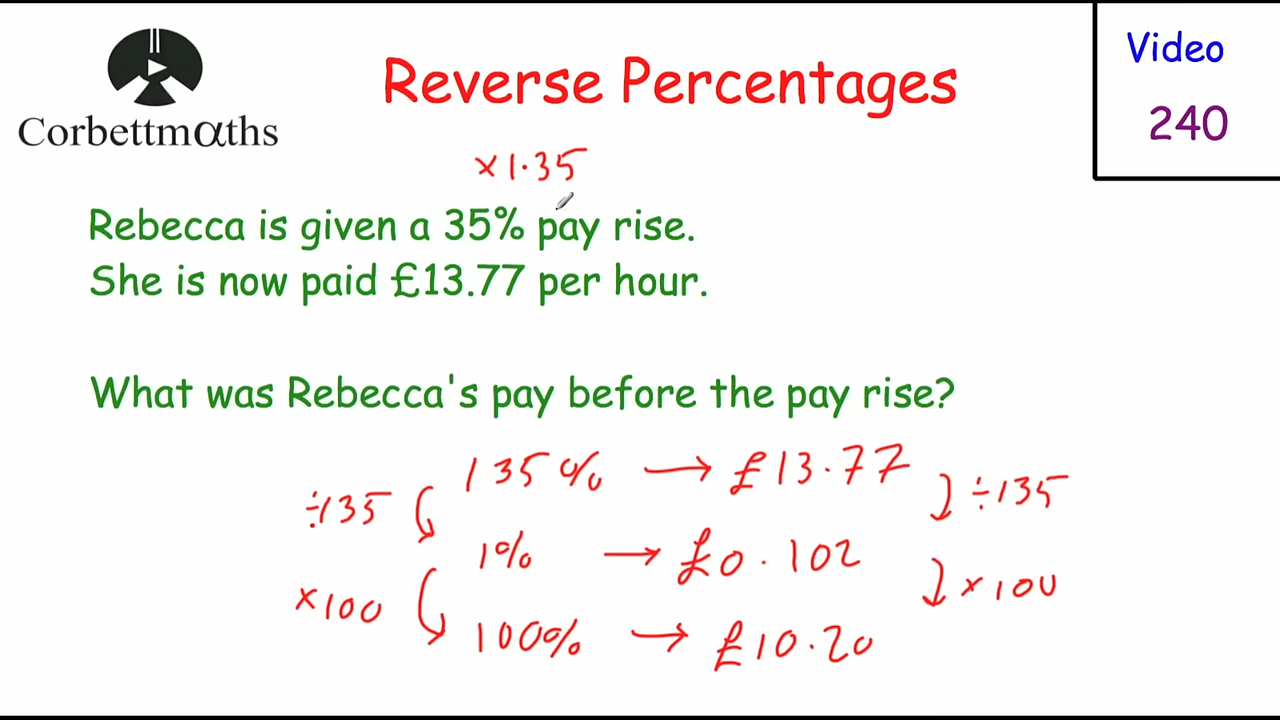 Corbettmαths
Reverse Percentages
Video
240
×1.35
Rebecca is given a 35% pay rise.
She is now paid £13.77 per hour.
What was Rebecca's pay before the pay rise?
135% → £13.77
÷135 ÷135
1% → £0.102
×100 ×100
100% → £10.20